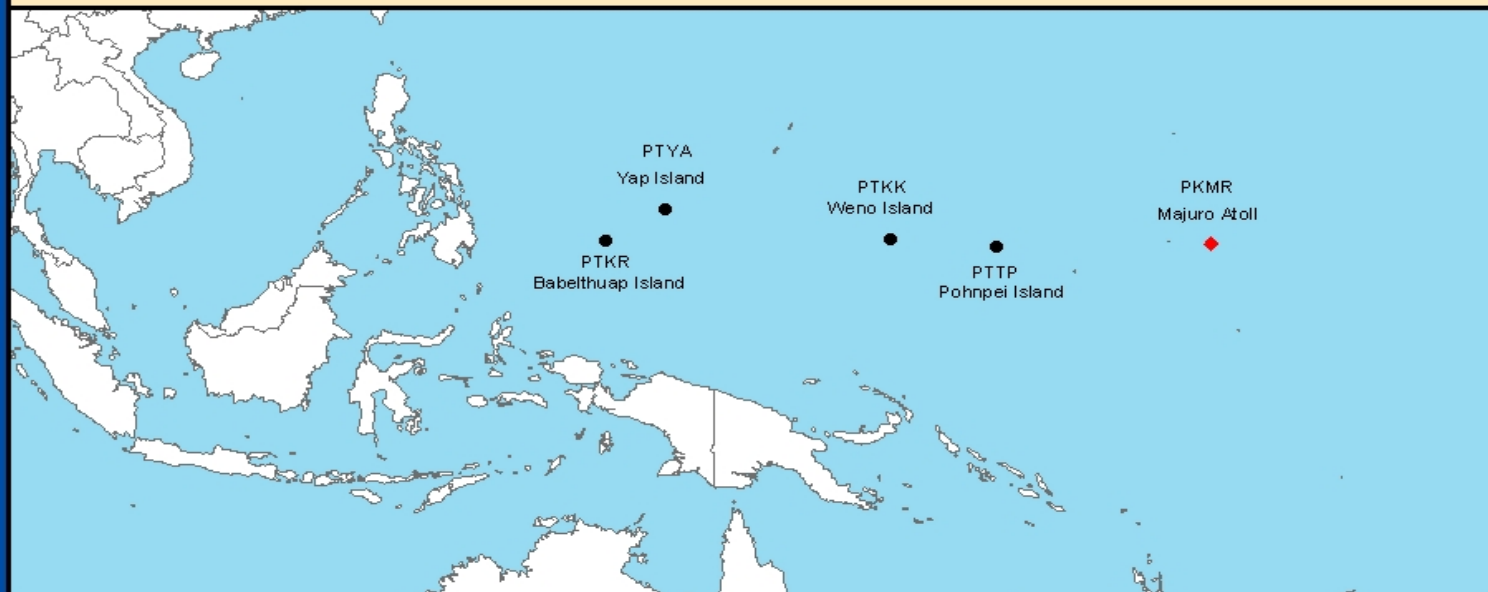 PTYA
Yap Island
PTKR
Babelthuap Island
PTKK
Weno Island
PTTP
Pohnpei Island
PKMR
Majuro Atoll